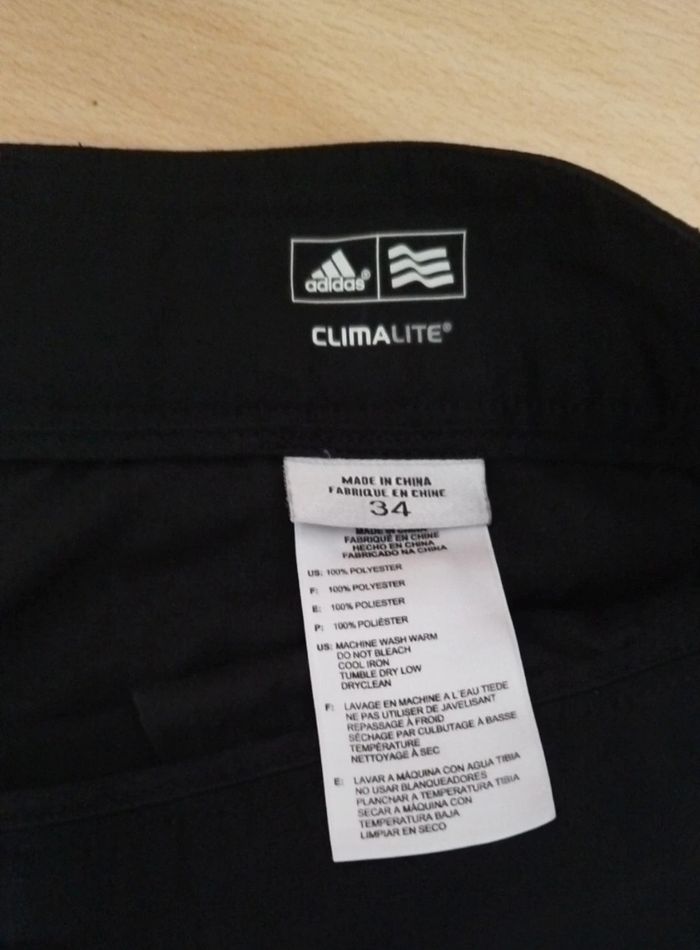 adidas®
CLIMALITE®
MADE IN CHINA
FABRIQUE EN CHINE
34
MADE IN CHINA
FABRIQUÉ EN CHINE
HECHO EN CHINA
FABRICADO NA CHINA
US: 100% POLYESTER
F: 100% POLYESTER
E: 100% POLIESTER
P: 100% POLIÉSTER
US: MACHINE WASH WARM
DO NOT BLEACH
COOL IRON
TUMBLE DRY LOW
DRYCLEAN
F: LAVAGE EN MACHINE A L'EAU TIEDE
NE PAS UTILISER DE JAVELISANT
REPASSAGE À FROID
SÉCHAGE PAR CULBUTAGE À BASSE
TEMPÉRATURE
NETTOYAGE À SEC
E: LAVAR A MÁQUINA CON AGUA TIBIA
NO USAR BLANQUEADORES
PLANCHAR A TEMPERATURA TIBIA
SECAR A MÁQUINA CON
TEMPERATURA BAJA
LIMPIAR EN SECO